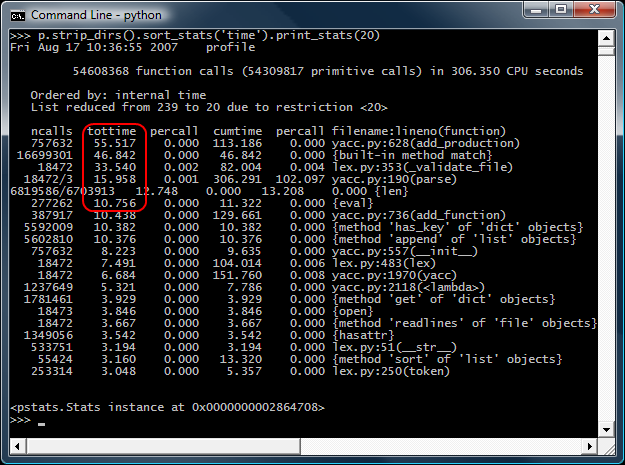 Command Line - python
>>> p.strip_dirs().sort_stats('time').print_stats(20)
Fri Aug 17 10:36:55 2007    profile
54608368 function calls (54309817 primitive calls) in 306.350 CPU seconds
Ordered by: internal time
List reduced from 239 to 20 due to restriction <20>
ncalls  tottime  percall  cumtime  percall filename:lineno(function)
757632   55.517    0.000  113.186    0.000 yacc.py:628(add_production)
16699301   46.842    0.000   46.842    0.000 {built-in method match}
18472   33.540    0.002   82.004    0.004 lex.py:353(_validate_file)
18472/3   15.958    0.001  306.291  102.097 yacc.py:190(parse)
6819586/6703913   12.748    0.000   13.208    0.000 {len}
277262   10.756    0.000   11.322    0.000 {eval}
387917   10.438    0.000  129.661    0.000 yacc.py:736(add_function)
5592009   10.382    0.000   10.382    0.000 {method 'has_key' of 'dict' objects}
5602810   10.376    0.000   10.376    0.000 {method 'append' of 'list' objects}
757632    8.223    0.000    9.635    0.000 yacc.py:557(__init__)
18472    7.491    0.000  104.014    0.006 lex.py:483(lex)
18472    6.684    0.000  151.760    0.008 yacc.py:1970(yacc)
1237649    5.321    0.000    7.786    0.000 yacc.py:2118(<lambda>)
1781461    3.929    0.000    3.929    0.000 {method 'get' of 'dict' objects}
18473    3.846    0.000    3.846    0.000 {open}
18472    3.667    0.000    3.667    0.000 {method 'readlines' of 'file' objects}
1349056    3.542    0.000    3.542    0.000 {hasattr}
533751    3.194    0.000    3.194    0.000 lex.py:51(__str__)
55424    3.160    0.000   13.320    0.000 {method 'sort' of 'list' objects}
253314    3.048    0.000    5.357    0.000 lex.py:250(token)
<pstats.Stats instance at 0x0000000002864708>
>>>